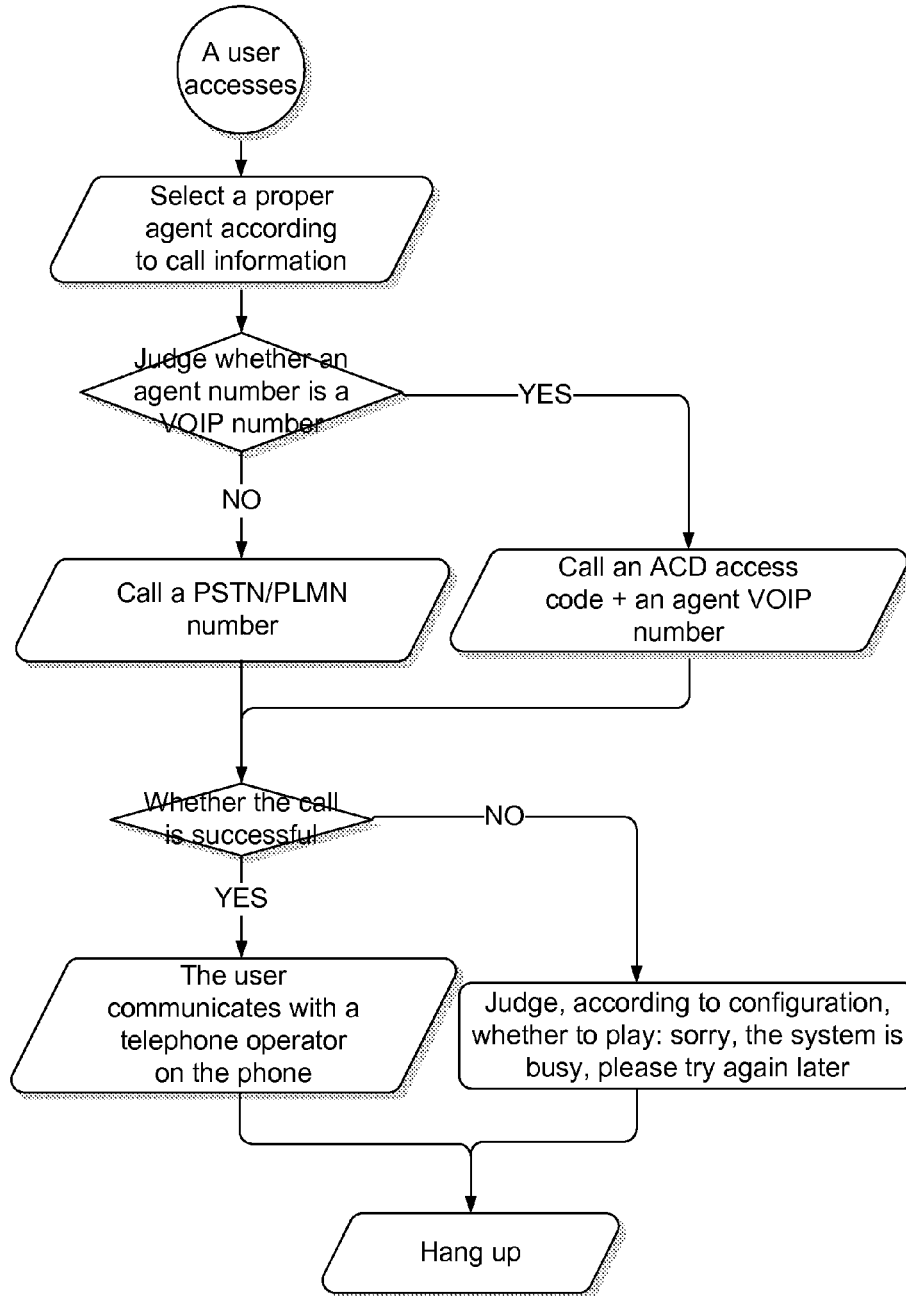 A user
accesses
Select a proper
agent according
to call information
Judge whether an
agent number is a
VOIP number
YES
NO
Call a PSTN/PLMN
number
Call an ACD access
code + an agent VOIP
number
Whether the call
is successful
NO
YES
The user
communicates with a
telephone operator
on the phone
Judge, according to configuration,
whether to play: sorry, the system is
busy, please try again later
Hang up